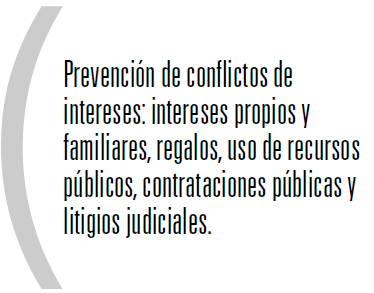 Prevención de conflictos de
intereses: intereses propios y
familiares, regalos, uso de recursos
públicos, contrataciones públicas y
litigios judiciales.